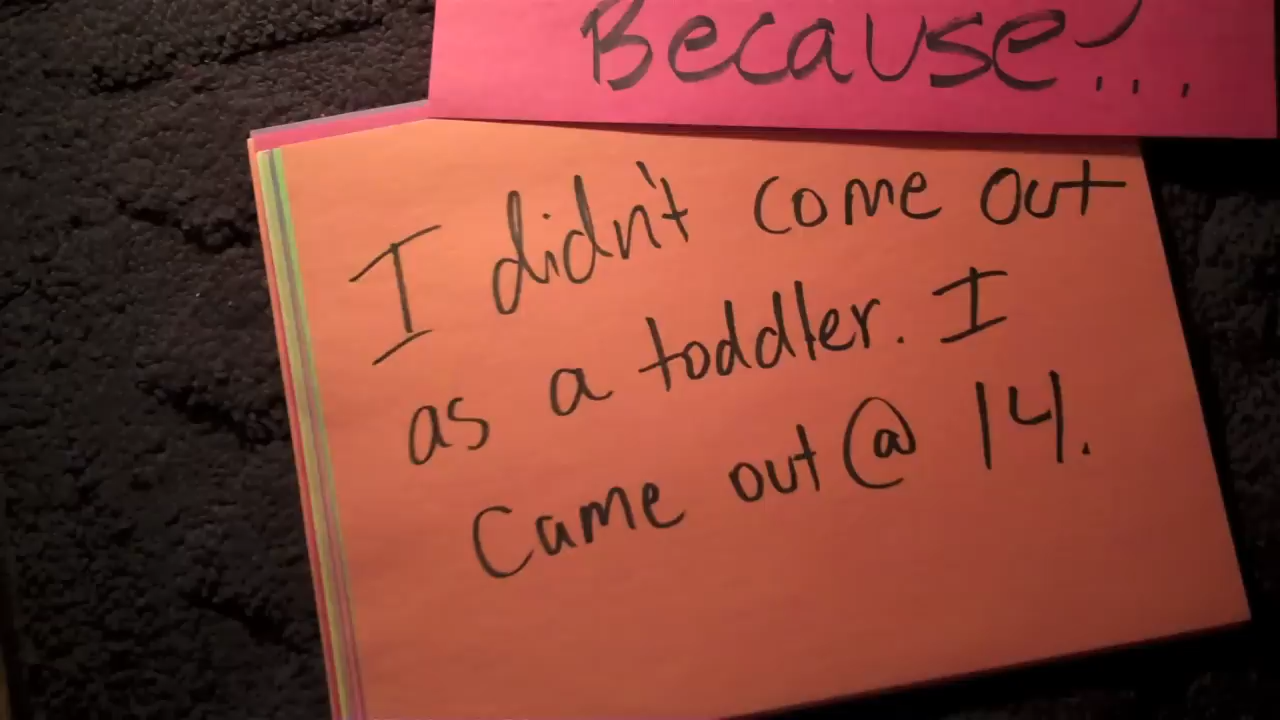 Because...
I didn't come out
as a toddler. I
Came out @ 14.